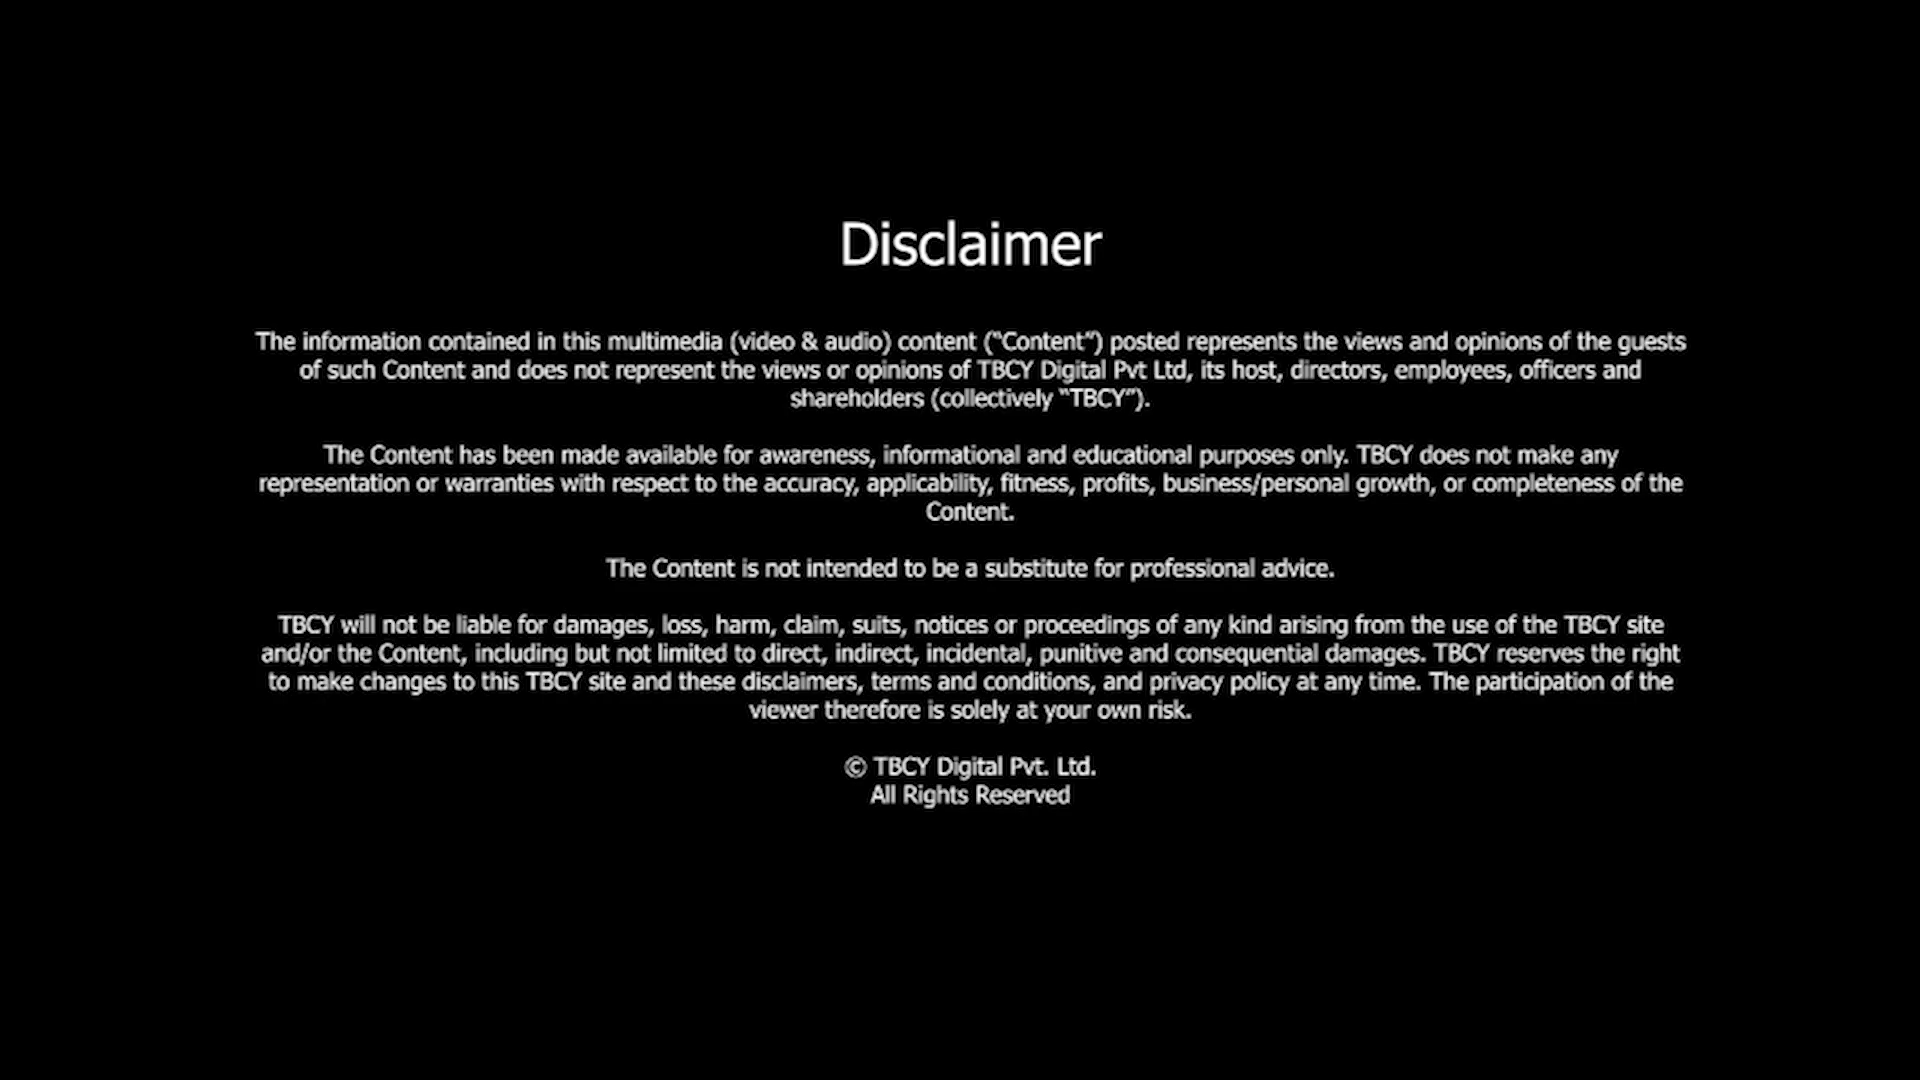 Disclaimer
The information contained in this multimedia (video & audio) content (“Content”) posted represents the views and opinions of the guests
of such Content and does not represent the views or opinions of TBCY Digital Pvt Ltd, its host, directors, employees, officers and
shareholders (collectively “TBCY”).
The Content has been made available for awareness, informational and educational purposes only. TBCY does not make any
representation or warranties with respect to the accuracy, applicability, fitness, profits, business/personal growth, or completeness of the
Content.
The Content is not intended to be a substitute for professional advice.
TBCY will not be liable for damages, loss, harm, claim, suits, notices or proceedings of any kind arising from the use of the TBCY site
and/or the Content, including but not limited to direct, indirect, incidental, punitive and consequential damages. TBCY reserves the right
to make changes to this TBCY site and these disclaimers, terms and conditions, and privacy policy at any time. The participation of the
viewer therefore is solely at your own risk.
© TBCY Digital Pvt. Ltd.
All Rights Reserved